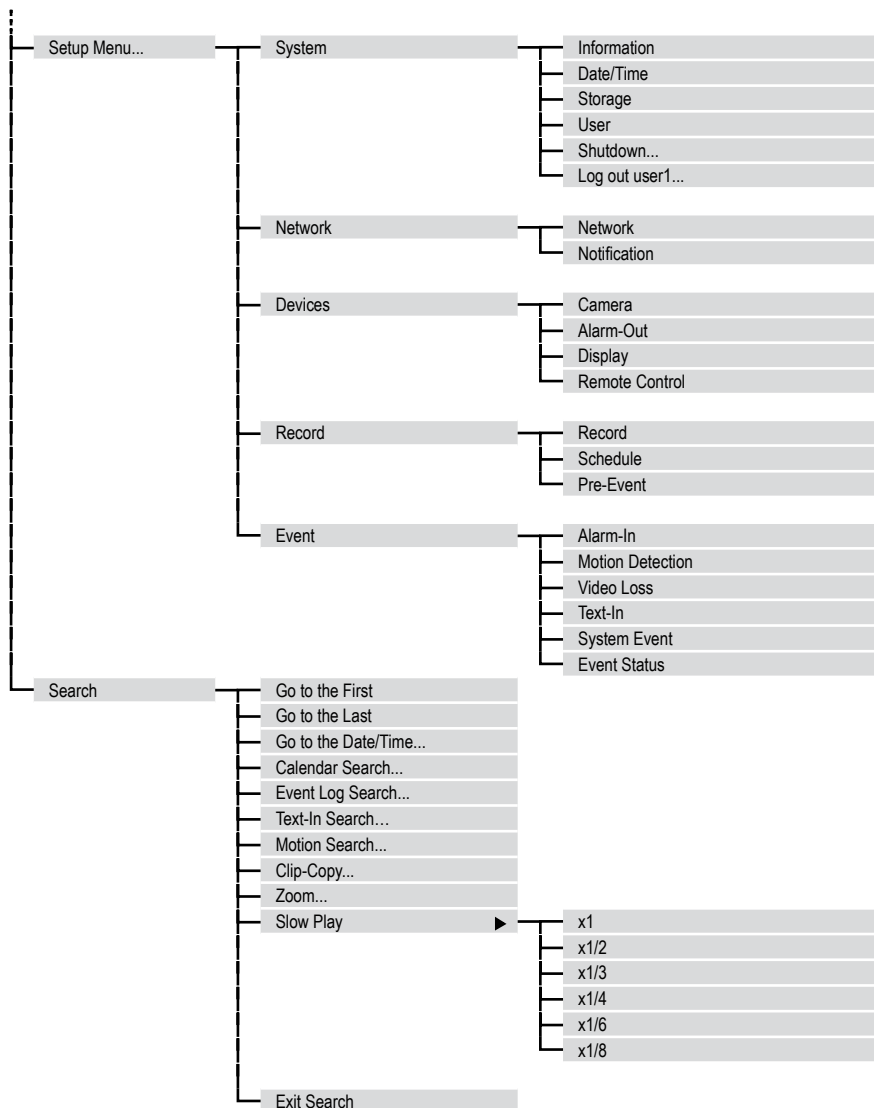 Setup Menu...
System
Information
Date/Time
Storage
User
Shutdown...
Log out user1...
Network
Network
Notification
Devices
Camera
Alarm-Out
Display
Remote Control
Record
Record
Schedule
Pre-Event
Event
Alarm-In
Motion Detection
Video Loss
Text-In
System Event
Event Status
Search
Go to the First
Go to the Last
Go to the Date/Time...
Calendar Search...
Event Log Search...
Text-In Search…
Motion Search...
Clip-Copy...
Zoom...
Slow Play
x1
x1/2
x1/3
x1/4
x1/6
x1/8
Exit Search